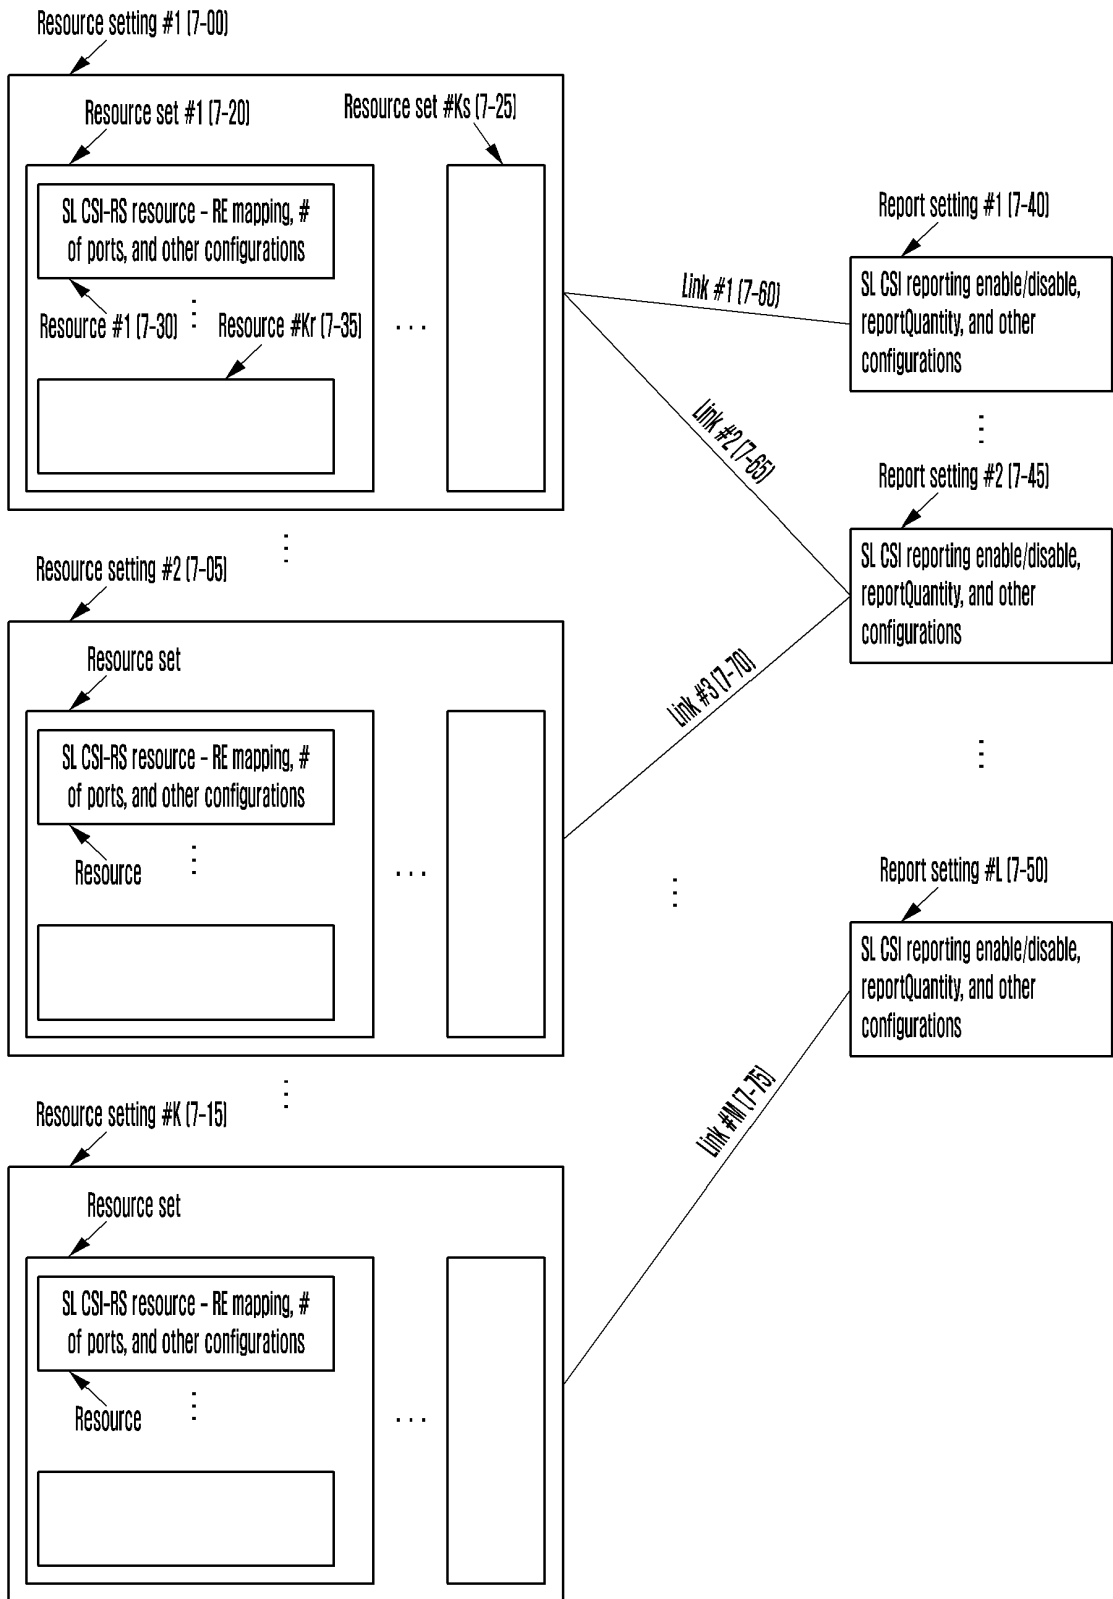 Resource setting #1 (7-00)
Resource set #1 (7-20)
Resource set #Ks (7-25)
SL CSI-RS resource – RE mapping, #
of ports, and other configurations
Resource #1 (7-30)
Resource #Kr (7-35)
Link #1 (7-60)
Report setting #1 (7-40)
SL CSI reporting enable/disable,
reportQuantity, and other
configurations
Link #2 (7-65)
Report setting #2 (7-45)
SL CSI reporting enable/disable,
reportQuantity, and other
configurations
Resource setting #2 (7-05)
Resource set
SL CSI-RS resource – RE mapping, #
of ports, and other configurations
Resource
Link #3 (7-70)
Report setting #L (7-50)
SL CSI reporting enable/disable,
reportQuantity, and other
configurations
Link #M (7-75)
Resource setting #K (7-15)
Resource set
SL CSI-RS resource – RE mapping, #
of ports, and other configurations
Resource